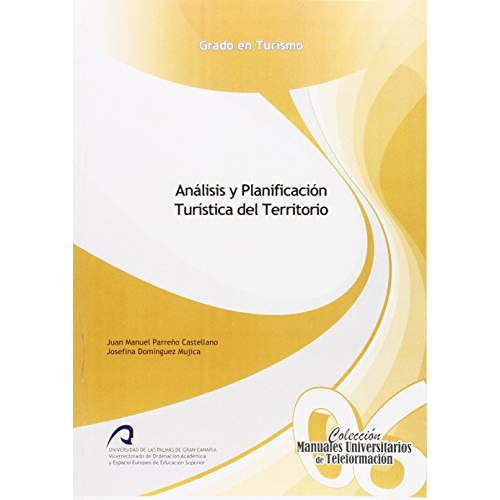 Grado en Turismo
Análisis y Planificación
Turística del Territorio
Juan Manuel Parreño Castellano
Josefina Domínguez Mujica
UNIVERSIDAD DE LAS PALMAS DE GRAN CANARIA
Vicerrectorado de Ordenación Académica
y Espacio Europeo de Educación Superior
06
Colección
Manuales Universitarios
de Teleformación